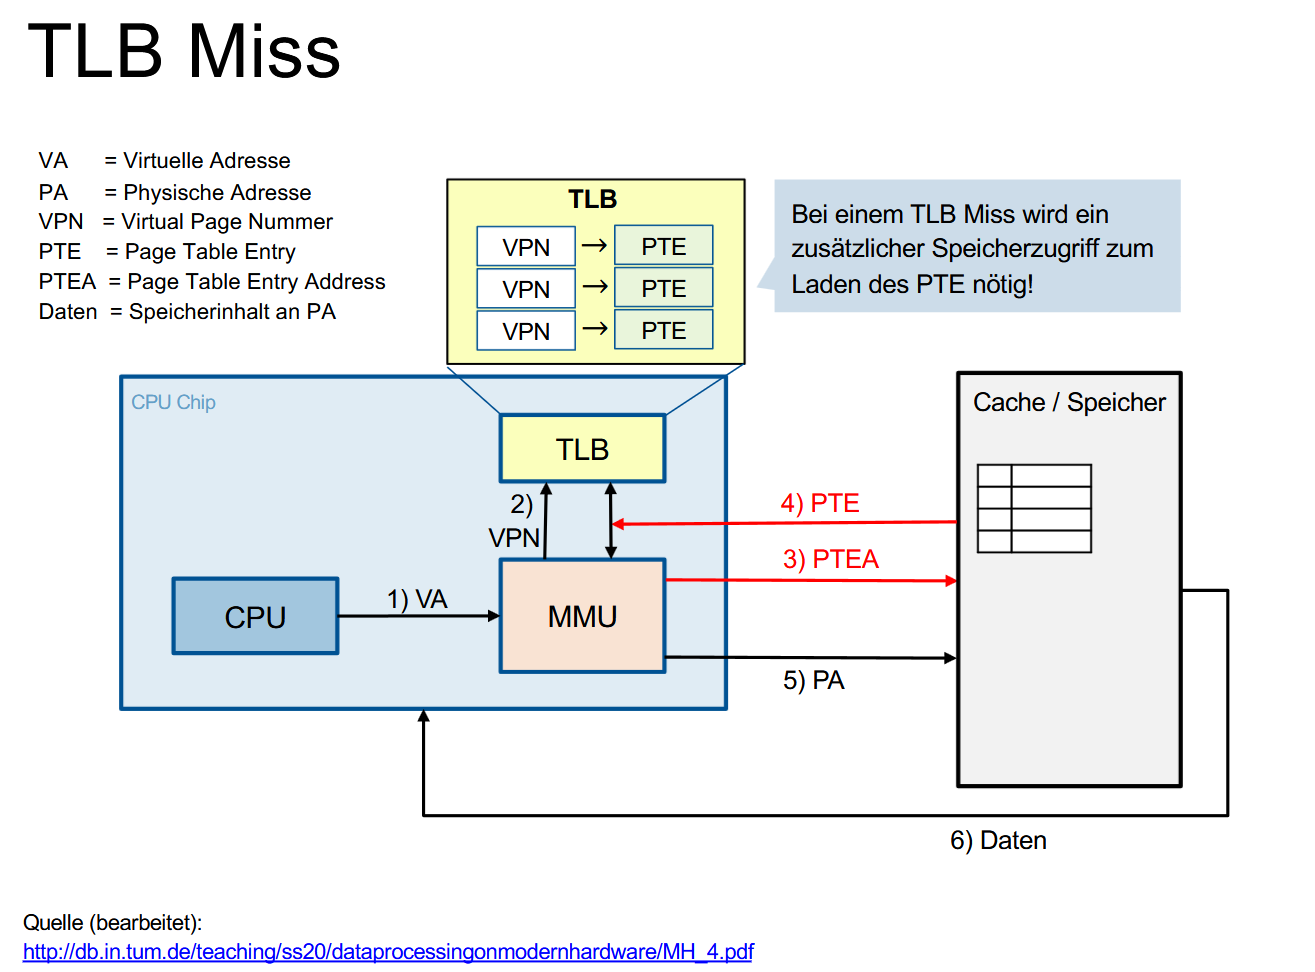 TLB Miss
VA = Virtuelle Adresse
PA = Physische Adresse
VPN = Virtual Page Nummer
PTE = Page Table Entry
PTEA = Page Table Entry Address
Daten = Speicherinhalt an PA
TLB
VPN → PTE
VPN → PTE
VPN → PTE
Bei einem TLB Miss wird ein
zusätzlicher Speicherzugriff zum
Laden des PTE nötig!
CPU Chip
TLB
2)
VPN
CPU
1) VA
MMU
4) PTE
3) PTEA
5) PA
Cache / Speicher
6) Daten
Quelle (bearbeitet):
http://db.in.tum.de/teaching/ss20/dataprocessingonmodernhardware/MH_4.pdf